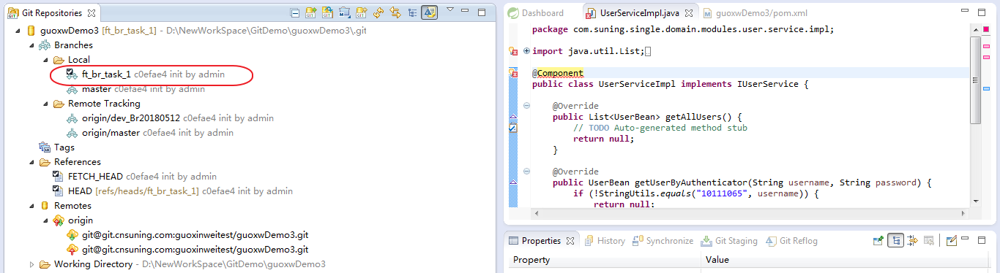 Git Repositories
guoxwDemo3 [ft_br_task_1] - D:\NewWorkSpace\GitDemo\guoxwDemo3\.git
Branches
Local
ft_br_task_1 c0efae4 init by admin
master c0efae4 init by admin
Remote Tracking
origin/dev_Br20180512 c0efae4 init by admin
origin/master c0efae4 init by admin
Tags
References
FETCH_HEAD c0efae4 init by admin
HEAD [refs/heads/ft_br_task_1] c0efae4 init by admin
Remotes
origin
git@git.cnsuning.com:guoxinweitest/guoxwDemo3.git
git@git.cnsuning.com:guoxinweitest/guoxwDemo3.git
Working Directory - D:\NewWorkSpace\GitDemo\guoxwDemo3
Dashboard UserServiceImpl.java guoxwDemo3/pom.xml
package com.suning.single.domain.modules.user.service.impl;
import java.util.List;
@Component
public class UserServiceImpl implements IUserService {
@Override
public List<UserBean> getAllUsers() {
// TODO Auto-generated method stub
return null;
}
@Override
public UserBean getUserByAuthenticator(String username, String password) {
if (!StringUtils.equals("10111065", username)) {
return null;
Properties History Synchronize Git Staging Git Reflog
Property Value